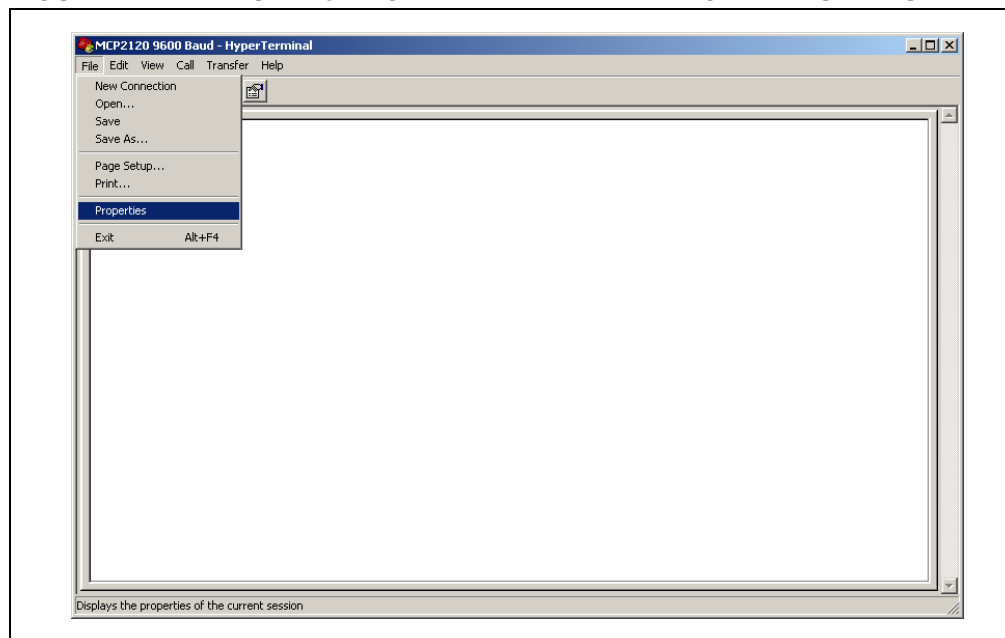 MCP2120 9600 Baud - HyperTerminal
File Edit View Call Transfer Help
New Connection
Open...
Save
Save As...
Page Setup...
Print...
Properties
Exit Alt+F4
Displays the properties of the current session